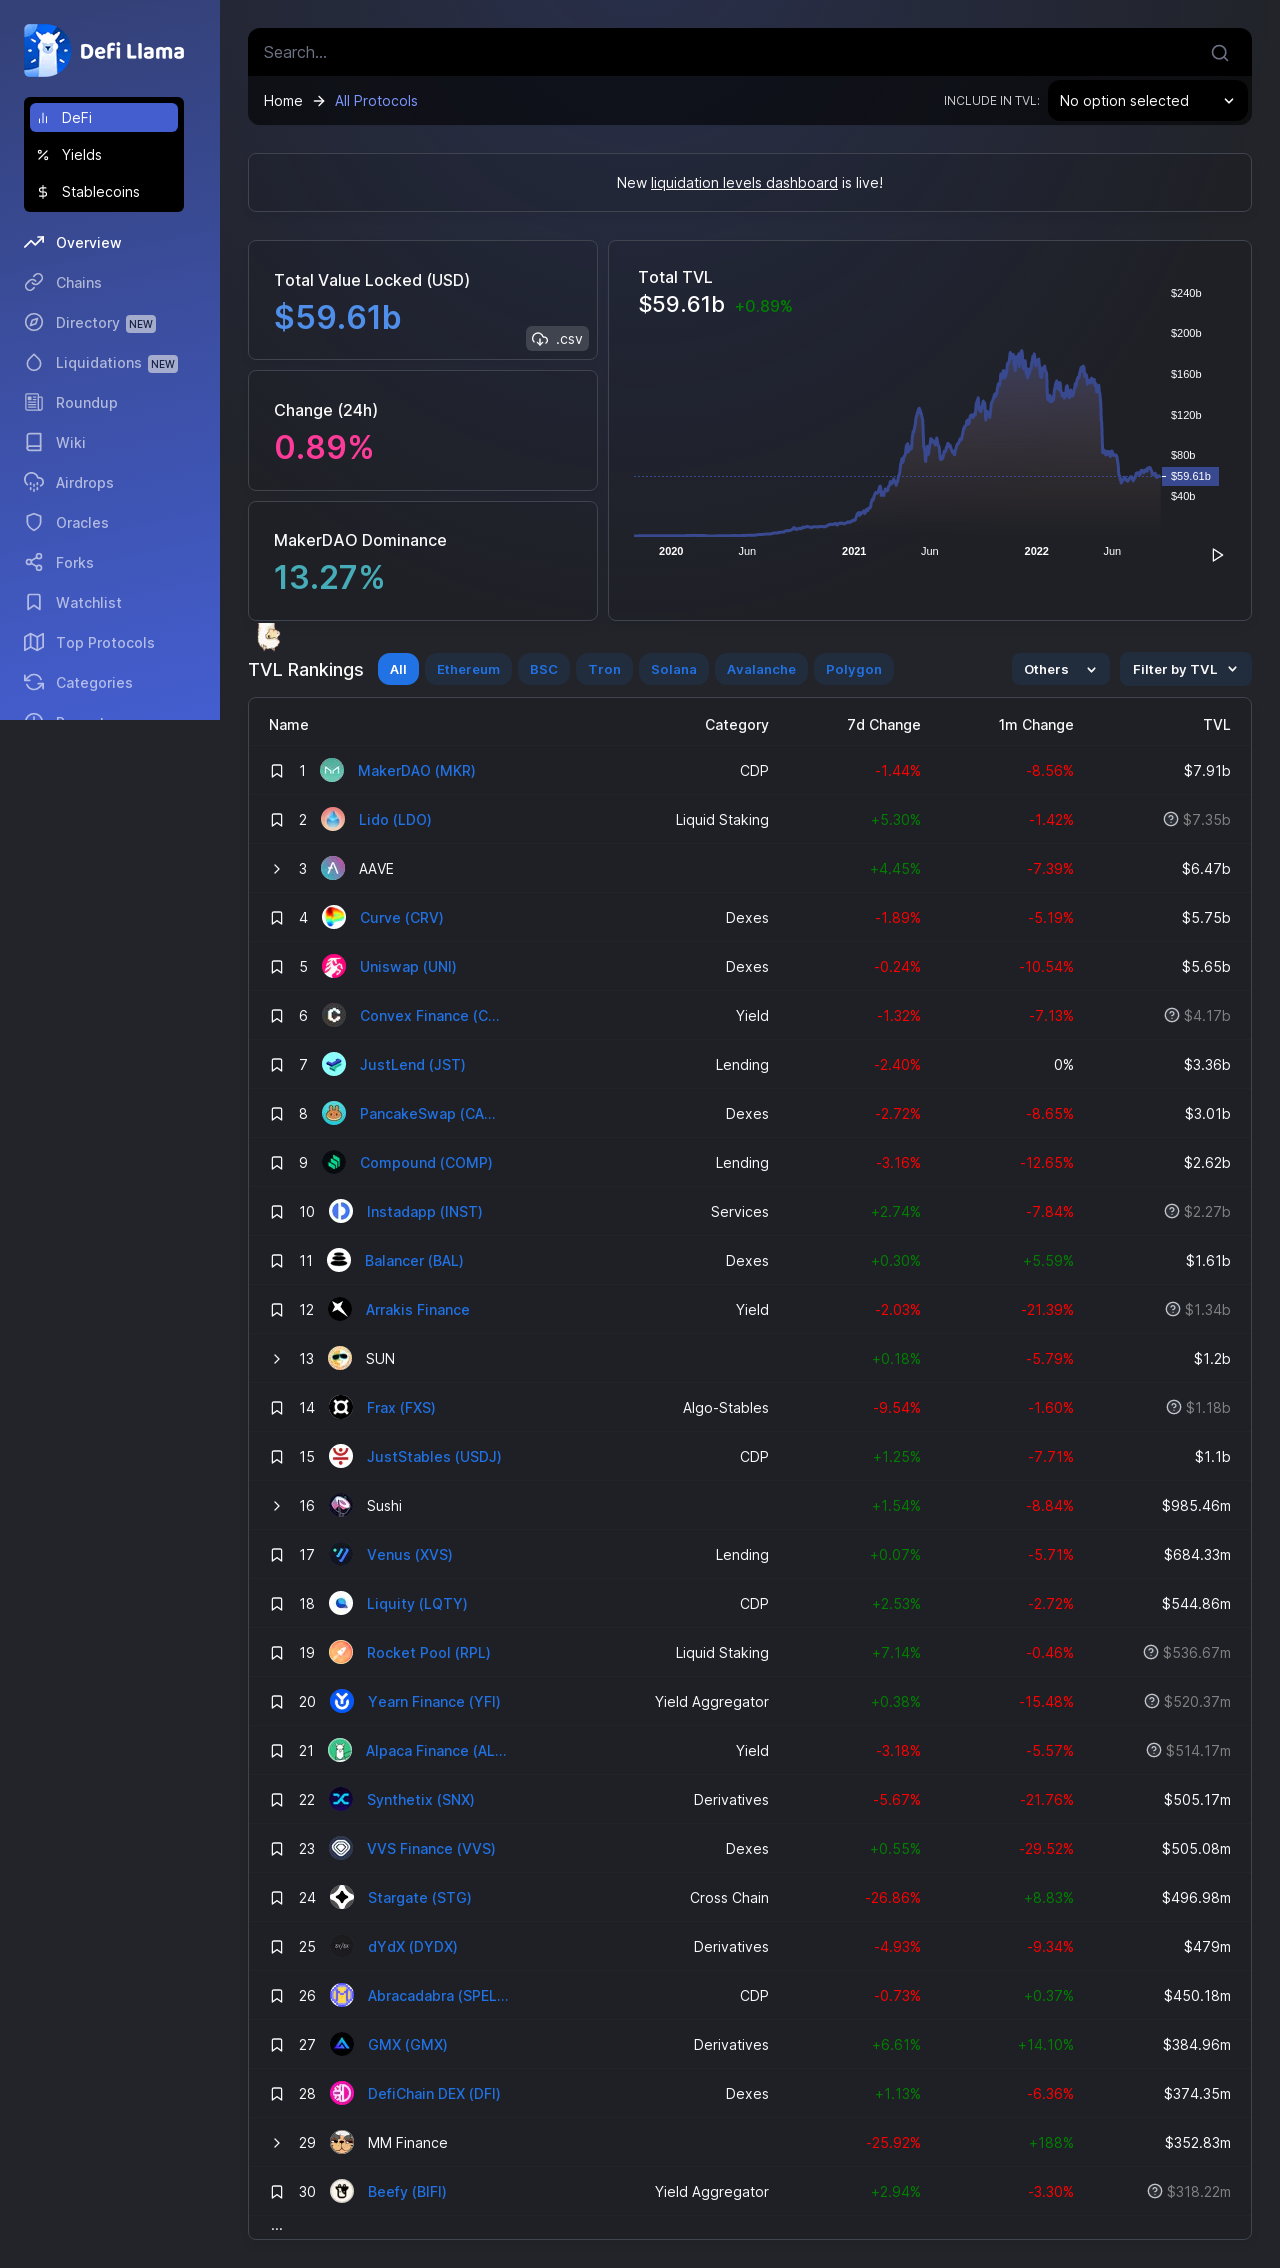 Defi Llama
DeFi
Yields
Stablecoins
Overview
Chains
Directory NEW
Liquidations NEW
Roundup
Wiki
Airdrops
Oracles
Forks
Watchlist
Top Protocols
Categories
Search...
Home → All Protocols
INCLUDE IN TVL: No option selected
New liquidation levels dashboard is live!
Total Value Locked (USD)
$59.61b
.csv
Change (24h)
0.89%
MakerDAO Dominance
13.27%
Total TVL
$59.61b +0.89%
$240b
$200b
$160b
$120b
$80b
$59.61b
$40b
2020 Jun 2021 Jun 2022 Jun
TVL Rankings All Ethereum BSC Tron Solana Avalanche Polygon Others Filter by TVL
Name Category 7d Change 1m Change TVL
1 MakerDAO (MKR) CDP -1.44% -8.56% $7.91b
2 Lido (LDO) Liquid Staking +5.30% -1.42% $7.35b
3 AAVE +4.45% -7.39% $6.47b
4 Curve (CRV) Dexes -1.89% -5.19% $5.75b
5 Uniswap (UNI) Dexes -0.24% -10.54% $5.65b
6 Convex Finance (C... Yield -1.32% -7.13% $4.17b
7 JustLend (JST) Lending -2.40% 0% $3.36b
8 PancakeSwap (CA... Dexes -2.72% -8.65% $3.01b
9 Compound (COMP) Lending -3.16% -12.65% $2.62b
10 Instadapp (INST) Services +2.74% -7.84% $2.27b
11 Balancer (BAL) Dexes +0.30% +5.59% $1.61b
12 Arrakis Finance Yield -2.03% -21.39% $1.34b
13 SUN +0.18% -5.79% $1.2b
14 Frax (FXS) Algo-Stables -9.54% -1.60% $1.18b
15 JustStables (USDJ) CDP +1.25% -7.71% $1.1b
16 Sushi +1.54% -8.84% $985.46m
17 Venus (XVS) Lending +0.07% -5.71% $684.33m
18 Liquity (LQTY) CDP +2.53% -2.72% $544.86m
19 Rocket Pool (RPL) Liquid Staking +7.14% -0.46% $536.67m
20 Yearn Finance (YFI) Yield Aggregator +0.38% -15.48% $520.37m
21 Alpaca Finance (AL... Yield -3.18% -5.57% $514.17m
22 Synthetix (SNX) Derivatives -5.67% -21.76% $505.17m
23 VVS Finance (VVS) Dexes +0.55% -29.52% $505.08m
24 Stargate (STG) Cross Chain -26.86% +8.83% $496.98m
25 dYdX (DYDX) Derivatives -4.93% -9.34% $479m
26 Abracadabra (SPEL... CDP -0.73% +0.37% $450.18m
27 GMX (GMX) Derivatives +6.61% +14.10% $384.96m
28 DefiChain DEX (DFI) Dexes +1.13% -6.36% $374.35m
29 MM Finance -25.92% +188% $352.83m
30 Beefy (BIFI) Yield Aggregator +2.94% -3.30% $318.22m
...